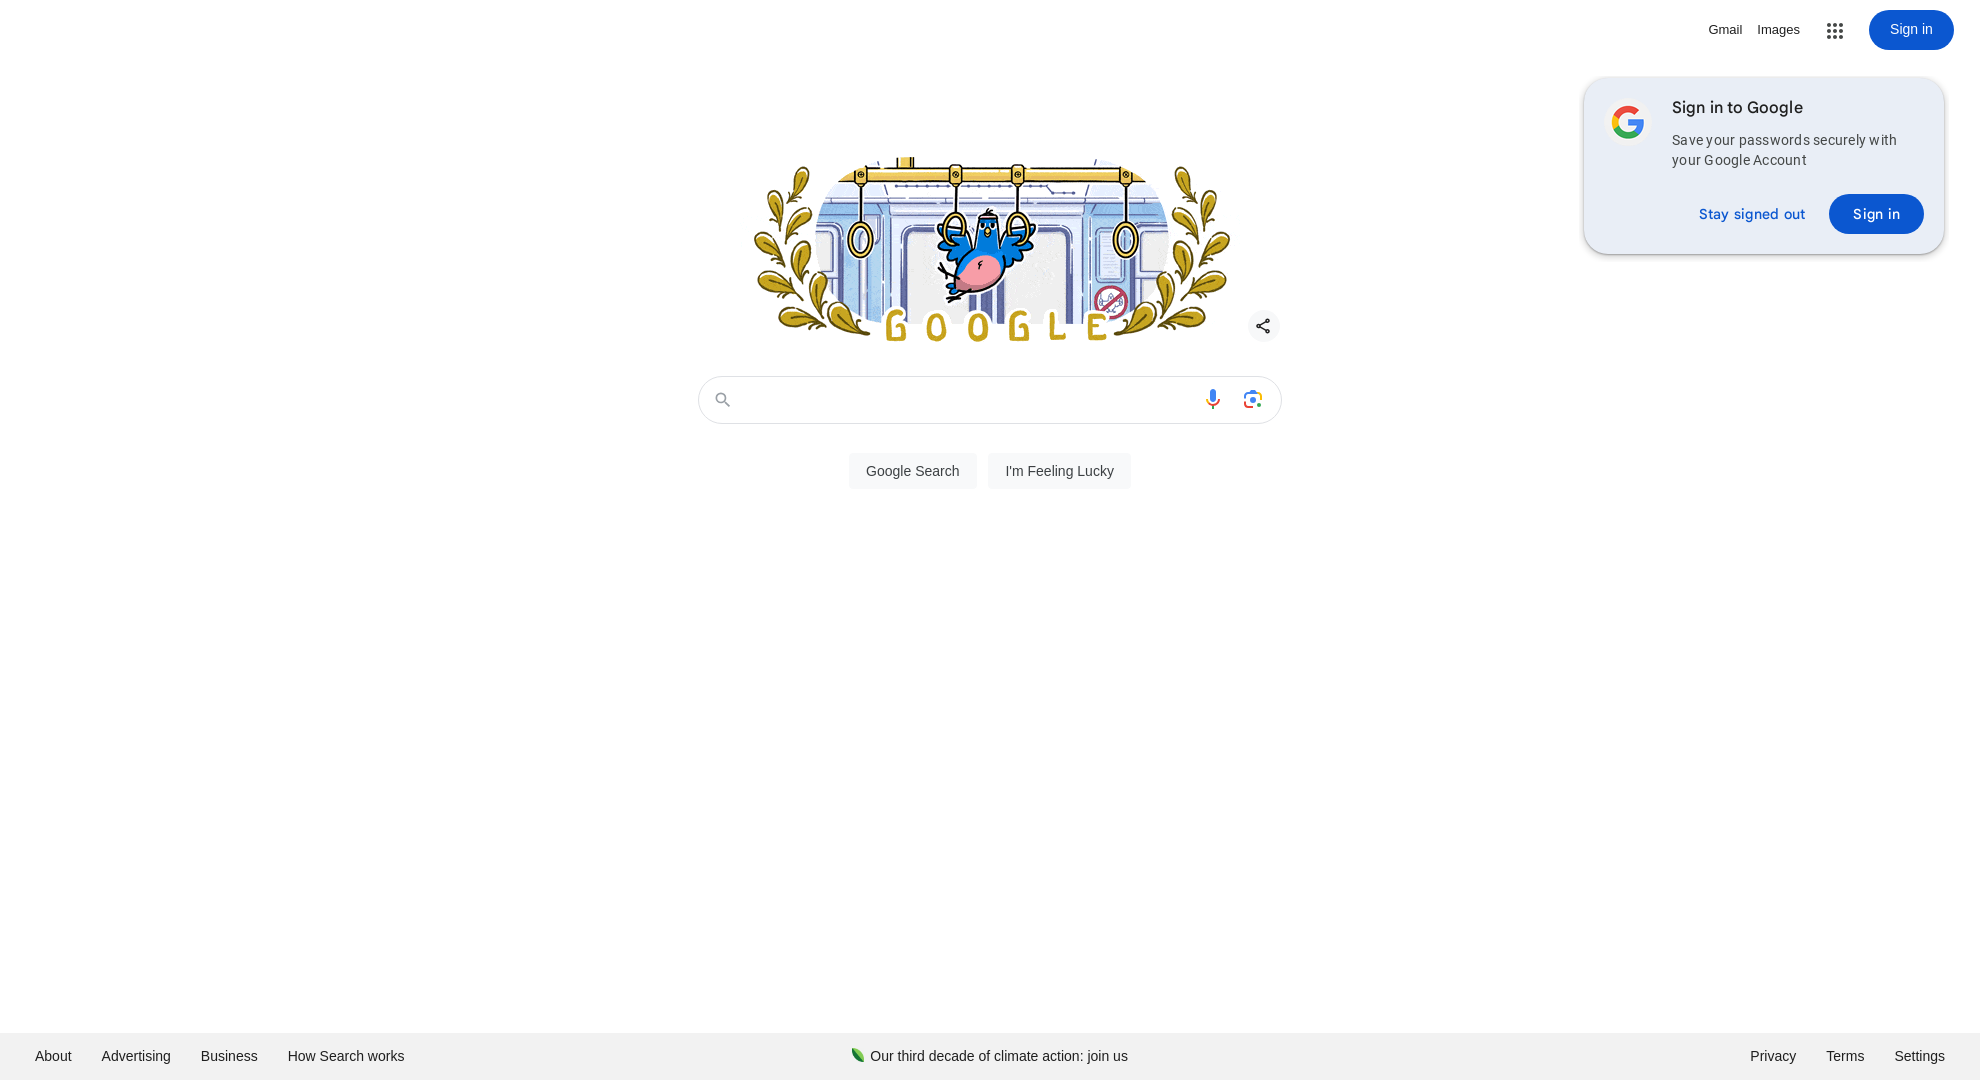 Gmail
Images
Sign in
Sign in to Google
Save your passwords securely with
your Google Account
Stay signed out
Sign in
GOOGLE
Google Search
I'm Feeling Lucky
About
Advertising
Business
How Search works
Our third decade of climate action: join us
Privacy
Terms
Settings